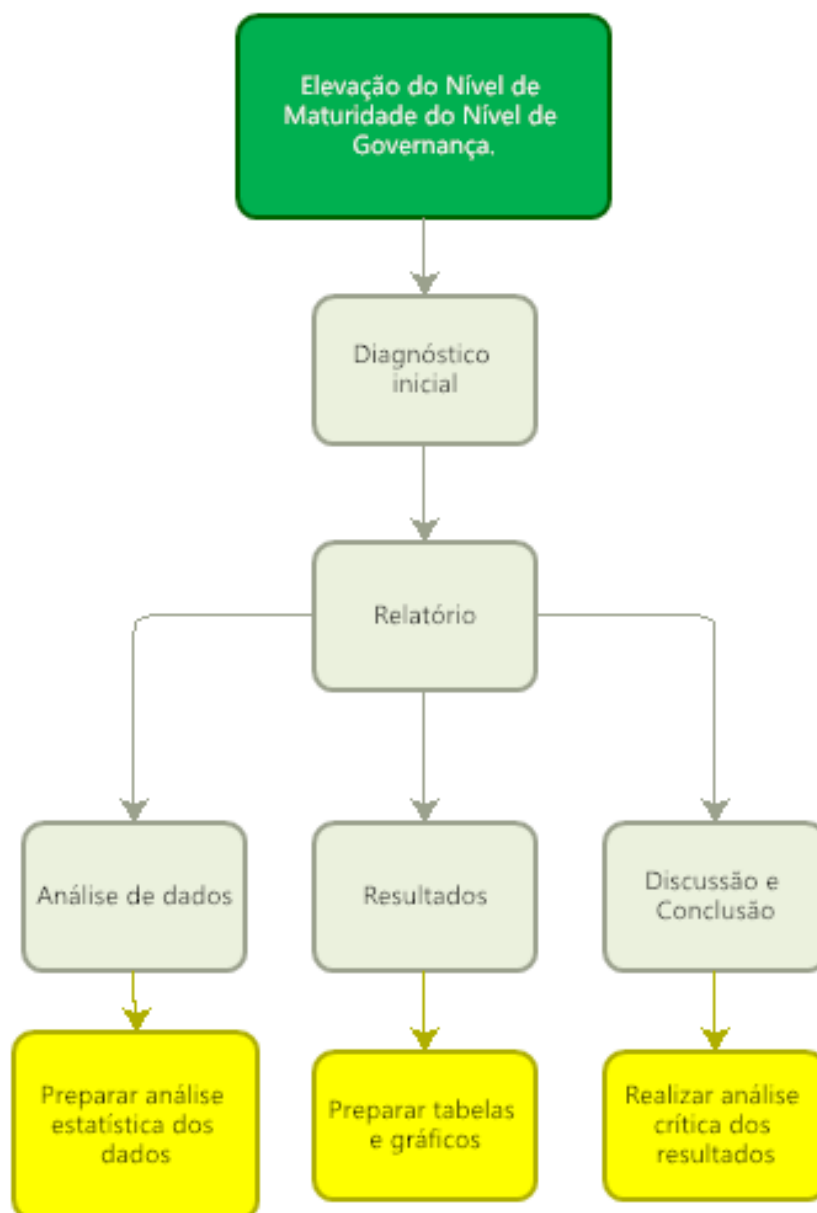 Elevação do Nível de
Maturidade do Nível de
Governança.
Diagnóstico
inicial
Relatório
Análise de dados
Resultados
Discussão e
Conclusão
Preparar análise
estatística dos
dados
Preparar tabelas
e gráficos
Realizar análise
crítica dos
resultados